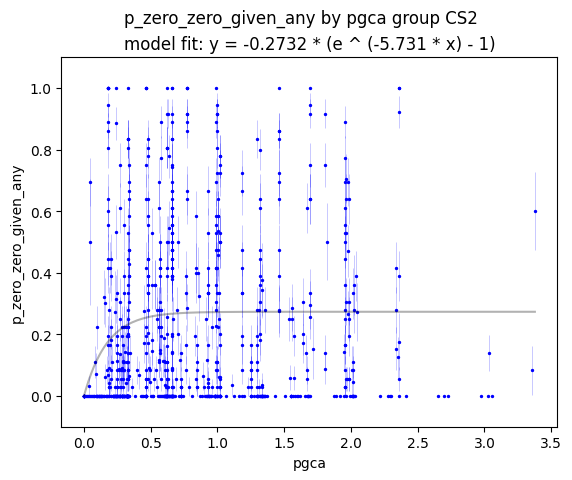 p_zero_zero_given_any by pgca group CS2
model fit: y = -0.2732 * (e ^ (-5.731 * x) - 1)
p_zero_zero_given_any
1.0
0.8
0.6
0.4
0.2
0.0
0.0 0.5 1.0 1.5 2.0 2.5 3.0 3.5
pgca